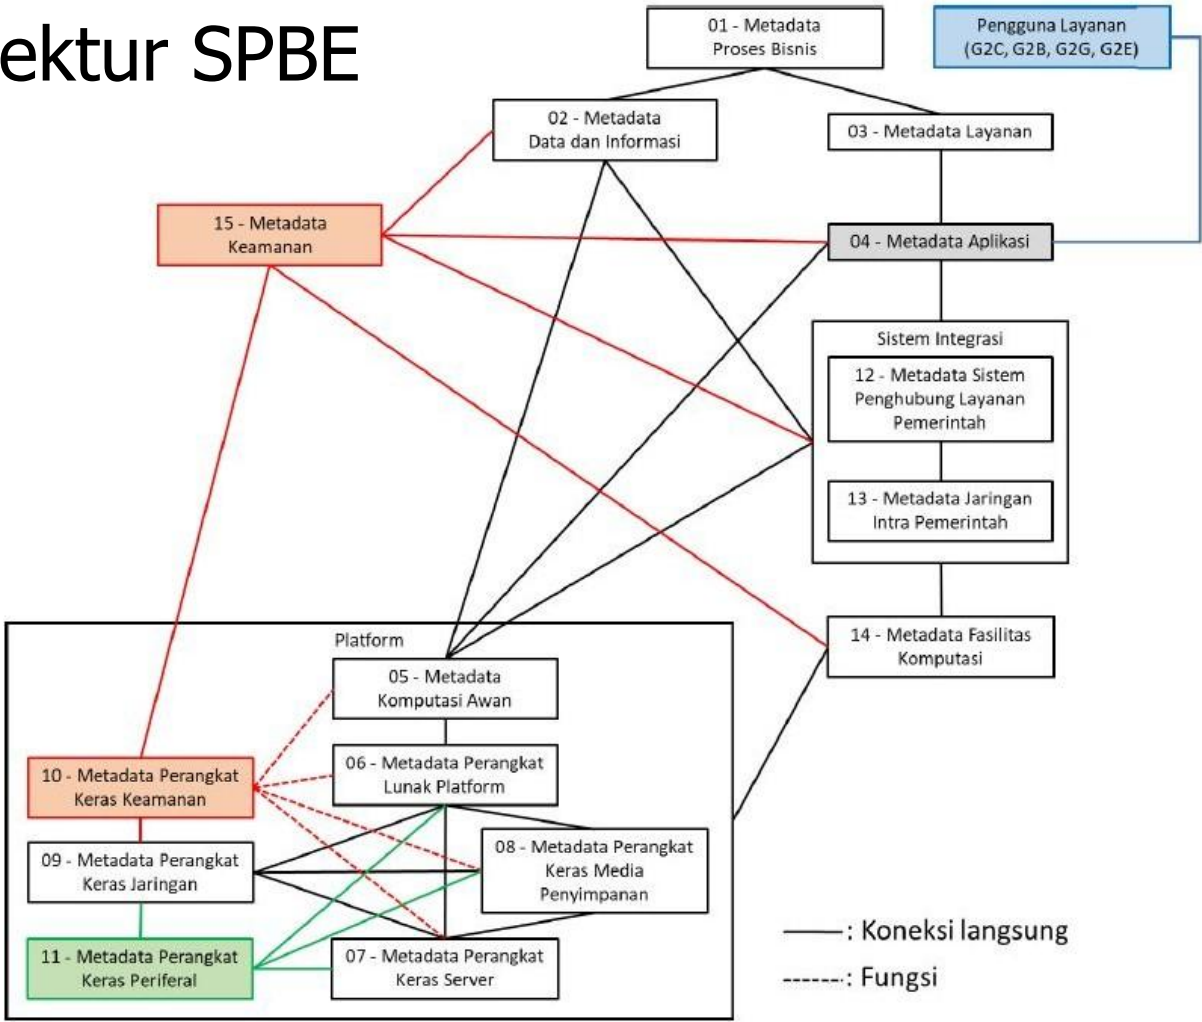 ektur SPBE
01 - Metadata
Proses Bisnis
Pengguna Layanan
(G2C, G2B, G2G, G2E)
02 - Metadata
Data dan Informasi
03 - Metadata Layanan
15 - Metadata
Keamanan
04 - Metadata Aplikasi
Sistem Integrasi
12 - Metadata Sistem
Penghubung Layanan
Pemerintah
13 - Metadata Jaringan
Intra Pemerintah
14 - Metadata Fasilitas
Komputasi
Platform
05 - Metadata
Komputasi Awan
06 - Metadata Perangkat
Lunak Platform
10 - Metadata Perangkat
Keras Keamanan
08 - Metadata Perangkat
Keras Media
Penyimpanan
09 - Metadata Perangkat
Keras Jaringan
11 - Metadata Perangkat
Keras Periferal
07 - Metadata Perangkat
Keras Server
: Koneksi langsung
: Fungsi